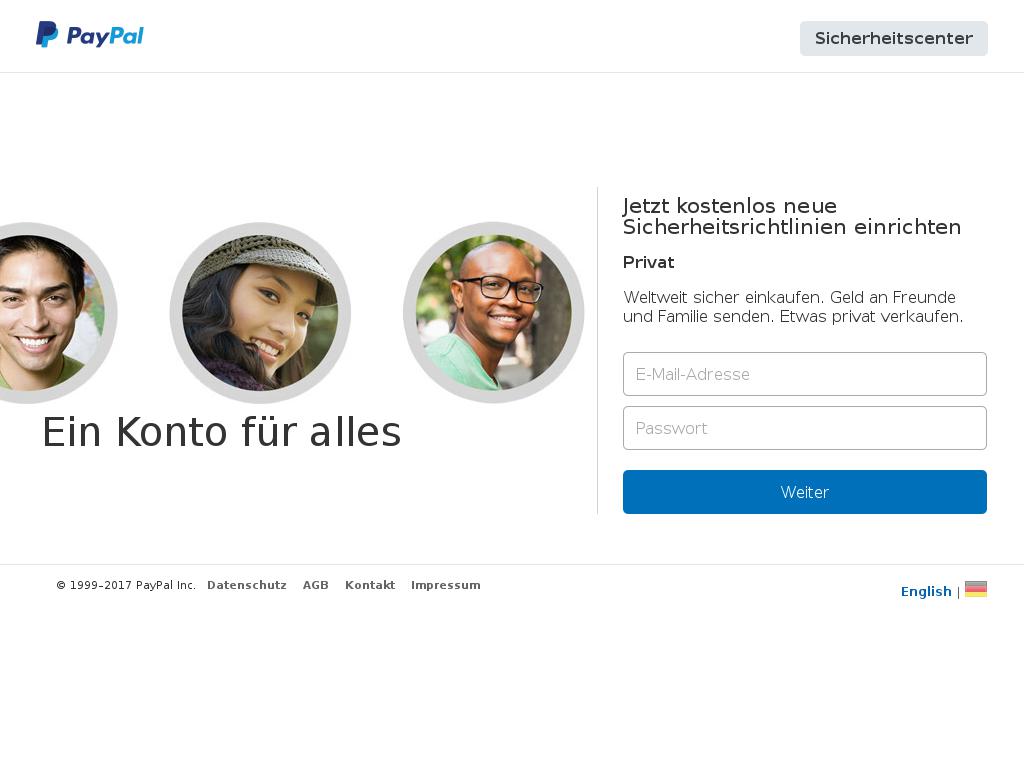 PayPal
Sicherheitscenter
Jetzt kostenlos neue
Sicherheitsrichtlinien einrichten
Privat
Weltweit sicher einkaufen. Geld an Freunde
und Familie senden. Etwas privat verkaufen.
E-Mail-Adresse
Passwort
Weiter
Ein Konto für alles
© 1999–2017 PayPal Inc. Datenschutz AGB Kontakt Impressum
English |